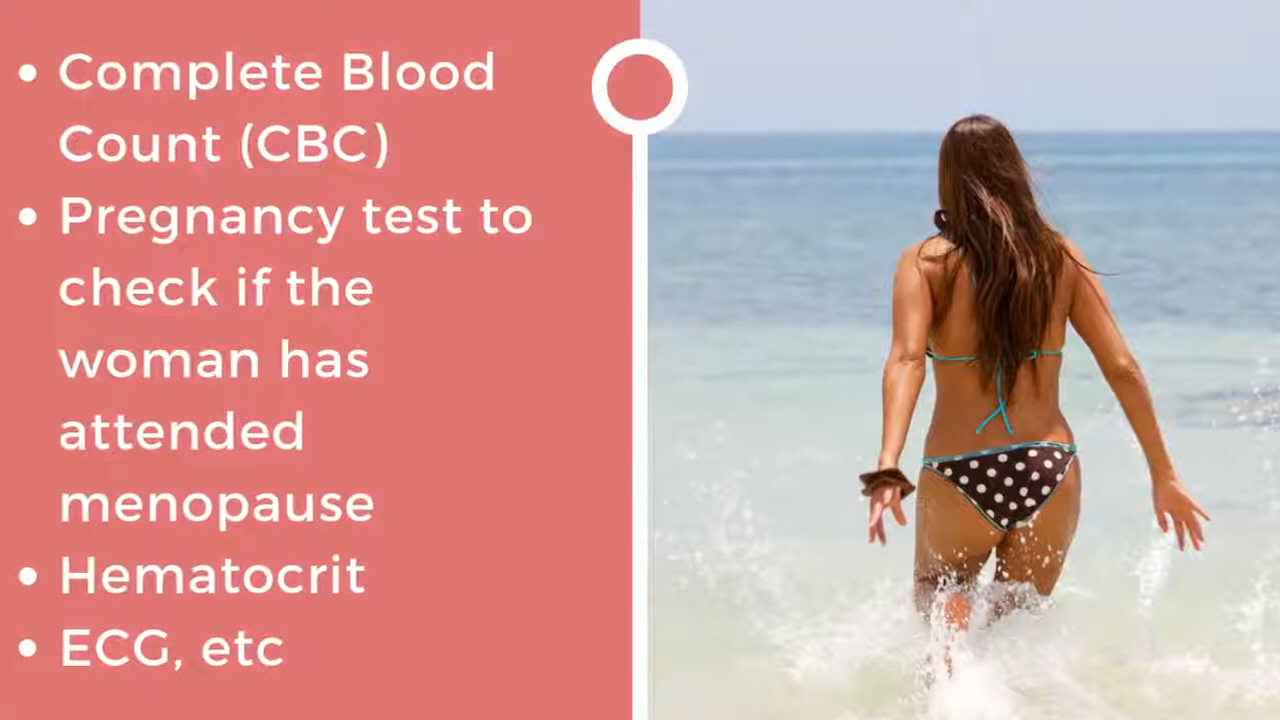 Complete Blood
Count (CBC)
Pregnancy test to
check if the
woman has
attended
menopause
Hematocrit
ECG, etc